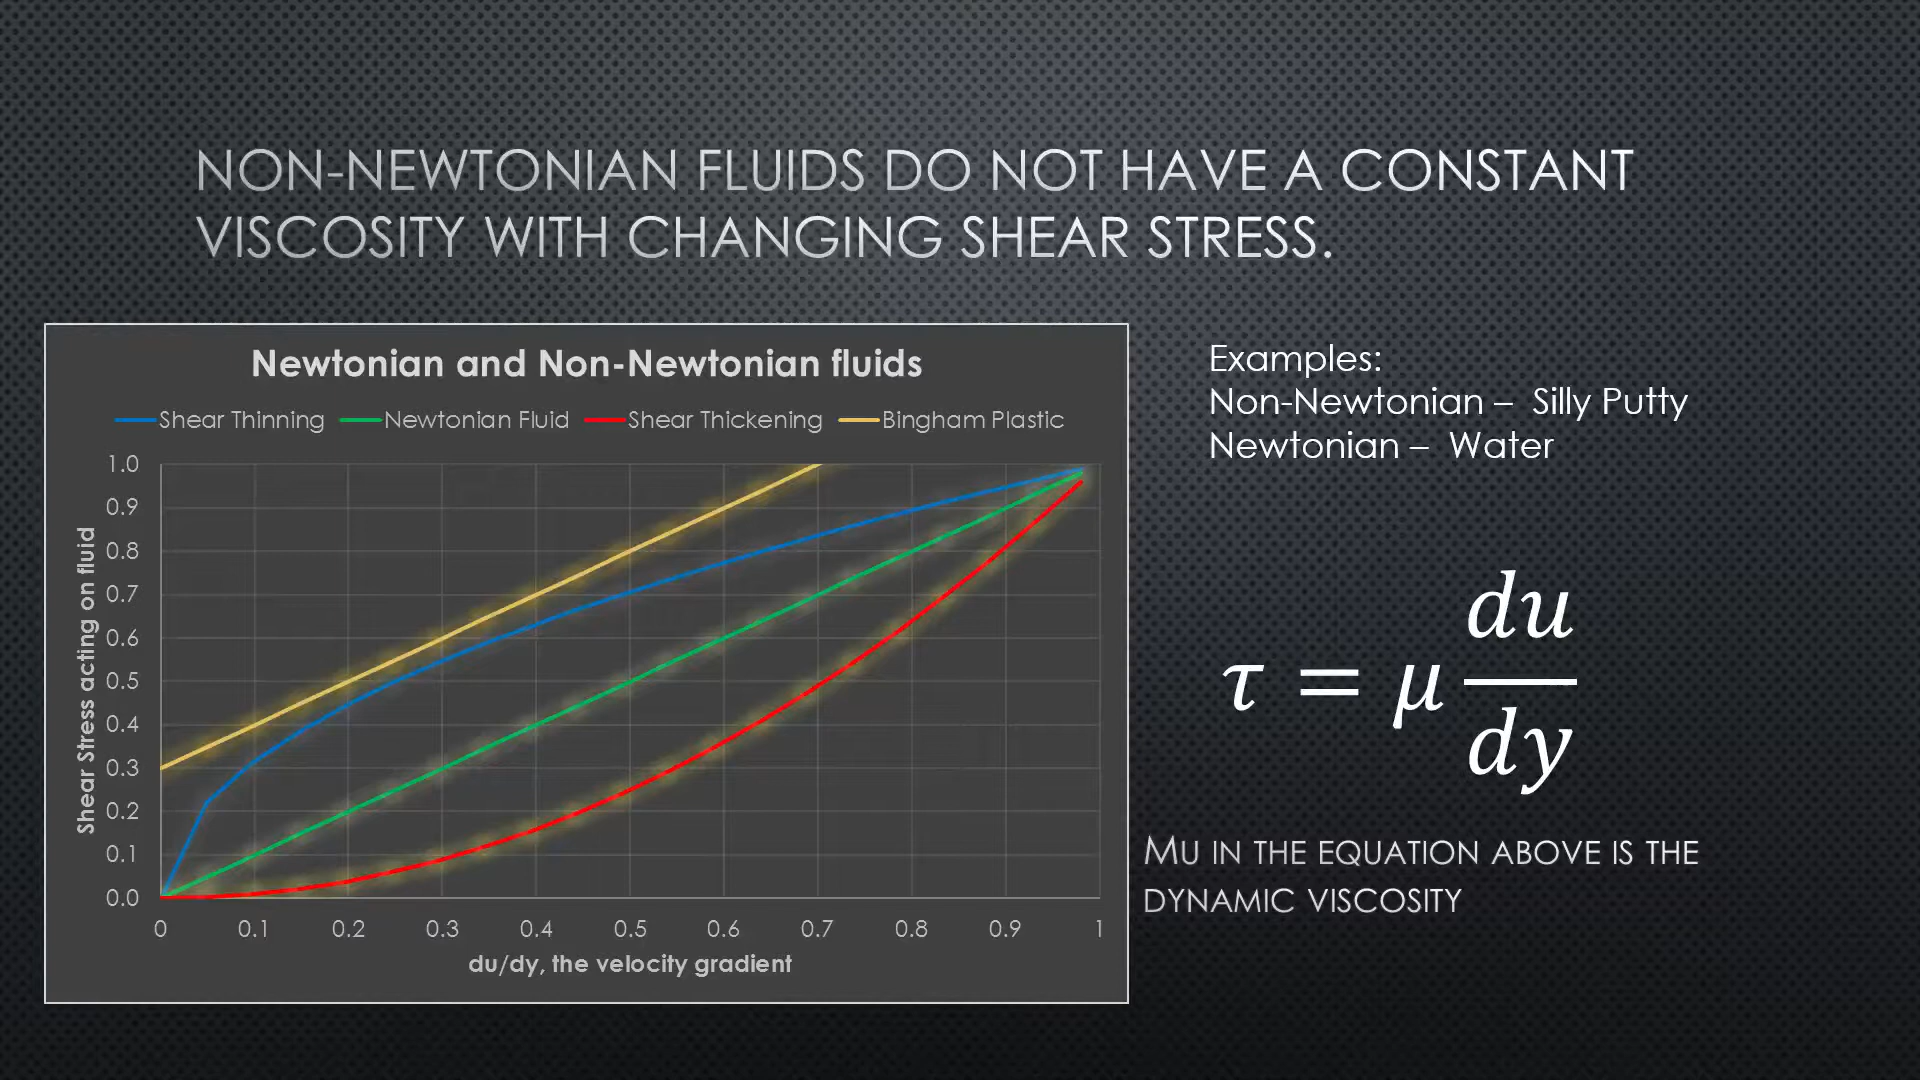 NON-NEWTONIAN FLUIDS DO NOT HAVE A CONSTANT
VISCOSITY WITH CHANGING SHEAR STRESS.
Newtonian and Non-Newtonian fluids
Shear Thinning Newtonian Fluid Shear Thickening Bingham Plastic
Shear Stress acting on fluid
1.0
0.9
0.8
0.7
0.6
0.5
0.4
0.3
0.2
0.1
0.0
0 0.1 0.2 0.3 0.4 0.5 0.6 0.7 0.8 0.9 1
du/dy, the velocity gradient
Examples:
Non-Newtonian – Silly Putty
Newtonian – Water
τ = μ du/dy
MU IN THE EQUATION ABOVE IS THE
DYNAMIC VISCOSITY